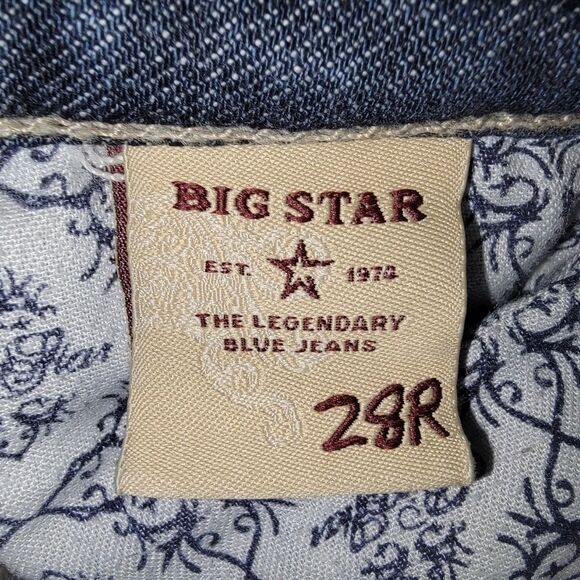 BIG STAR
EST. 1974
THE LEGENDARY
BLUE JEANS
28R